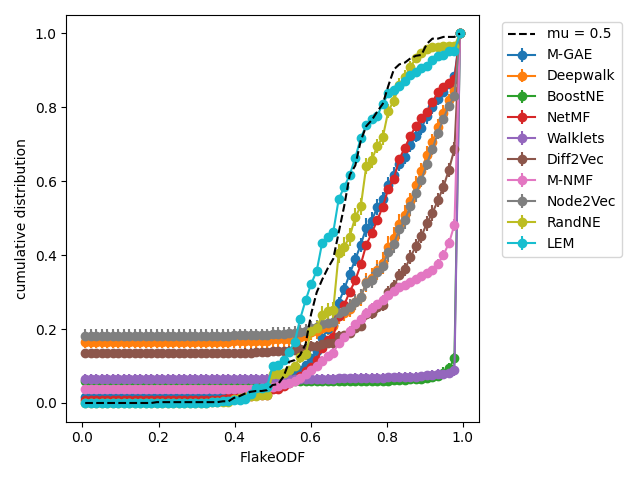 1.0
0.8
0.6
0.4
0.2
0.0
cumulative distribution
0.0 0.2 0.4 0.6 0.8 1.0
FlakeODF
mu = 0.5
M-GAE
Deepwalk
BoostNE
NetMF
Walklets
Diff2Vec
M-NMF
Node2Vec
RandNE
LEM